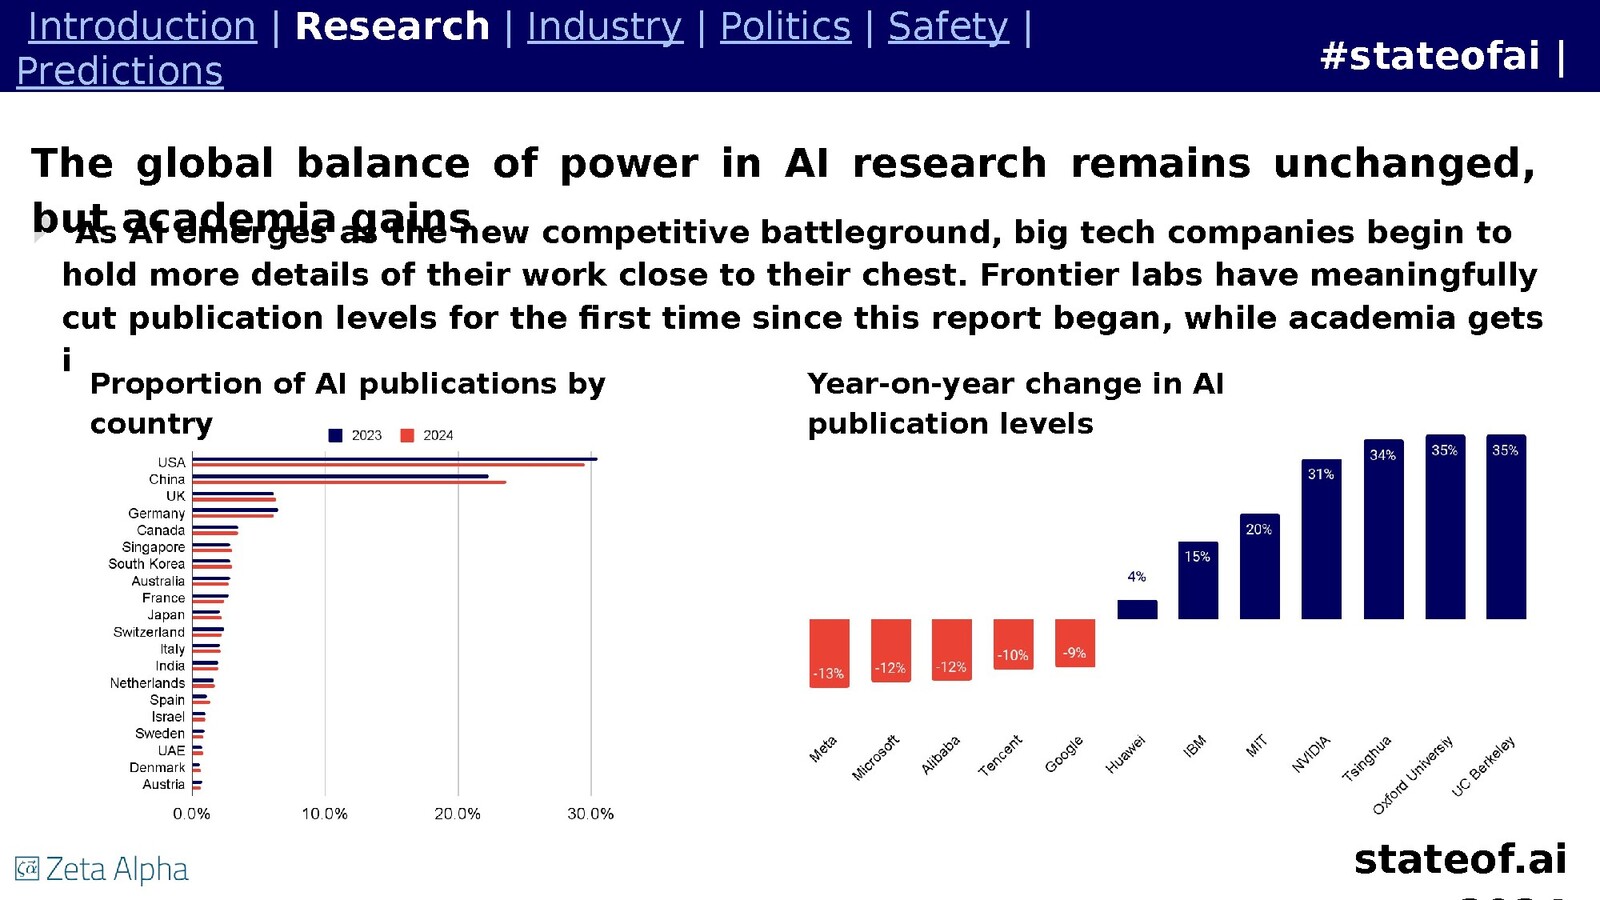 Introduction | Research | Industry | Politics | Safety |
Predictions
#stateofai |
The global balance of power in AI research remains unchanged,
but academia gains
As AI emerges as the new competitive battleground, big tech companies begin to
hold more details of their work close to their chest. Frontier labs have meaningfully
cut publication levels for the first time since this report began, while academia gets
i
Proportion of AI publications by
country
2023 2024
USA
China
UK
Germany
Canada
Singapore
South Korea
Australia
France
Japan
Switzerland
Italy
India
Netherlands
Spain
Israel
Sweden
UAE
Denmark
Austria
0.0% 10.0% 20.0% 30.0%
Year-on-year change in AI
publication levels
-13% -12% -12% -10% -9% 4% 15% 20% 31% 34% 35% 35%
Meta Microsoft Alibaba Tencent Google Huawei IBM MIT NVIDIA Tsinghua Oxford Universiy UC Berkeley
ζα Zeta Alpha
stateof.ai